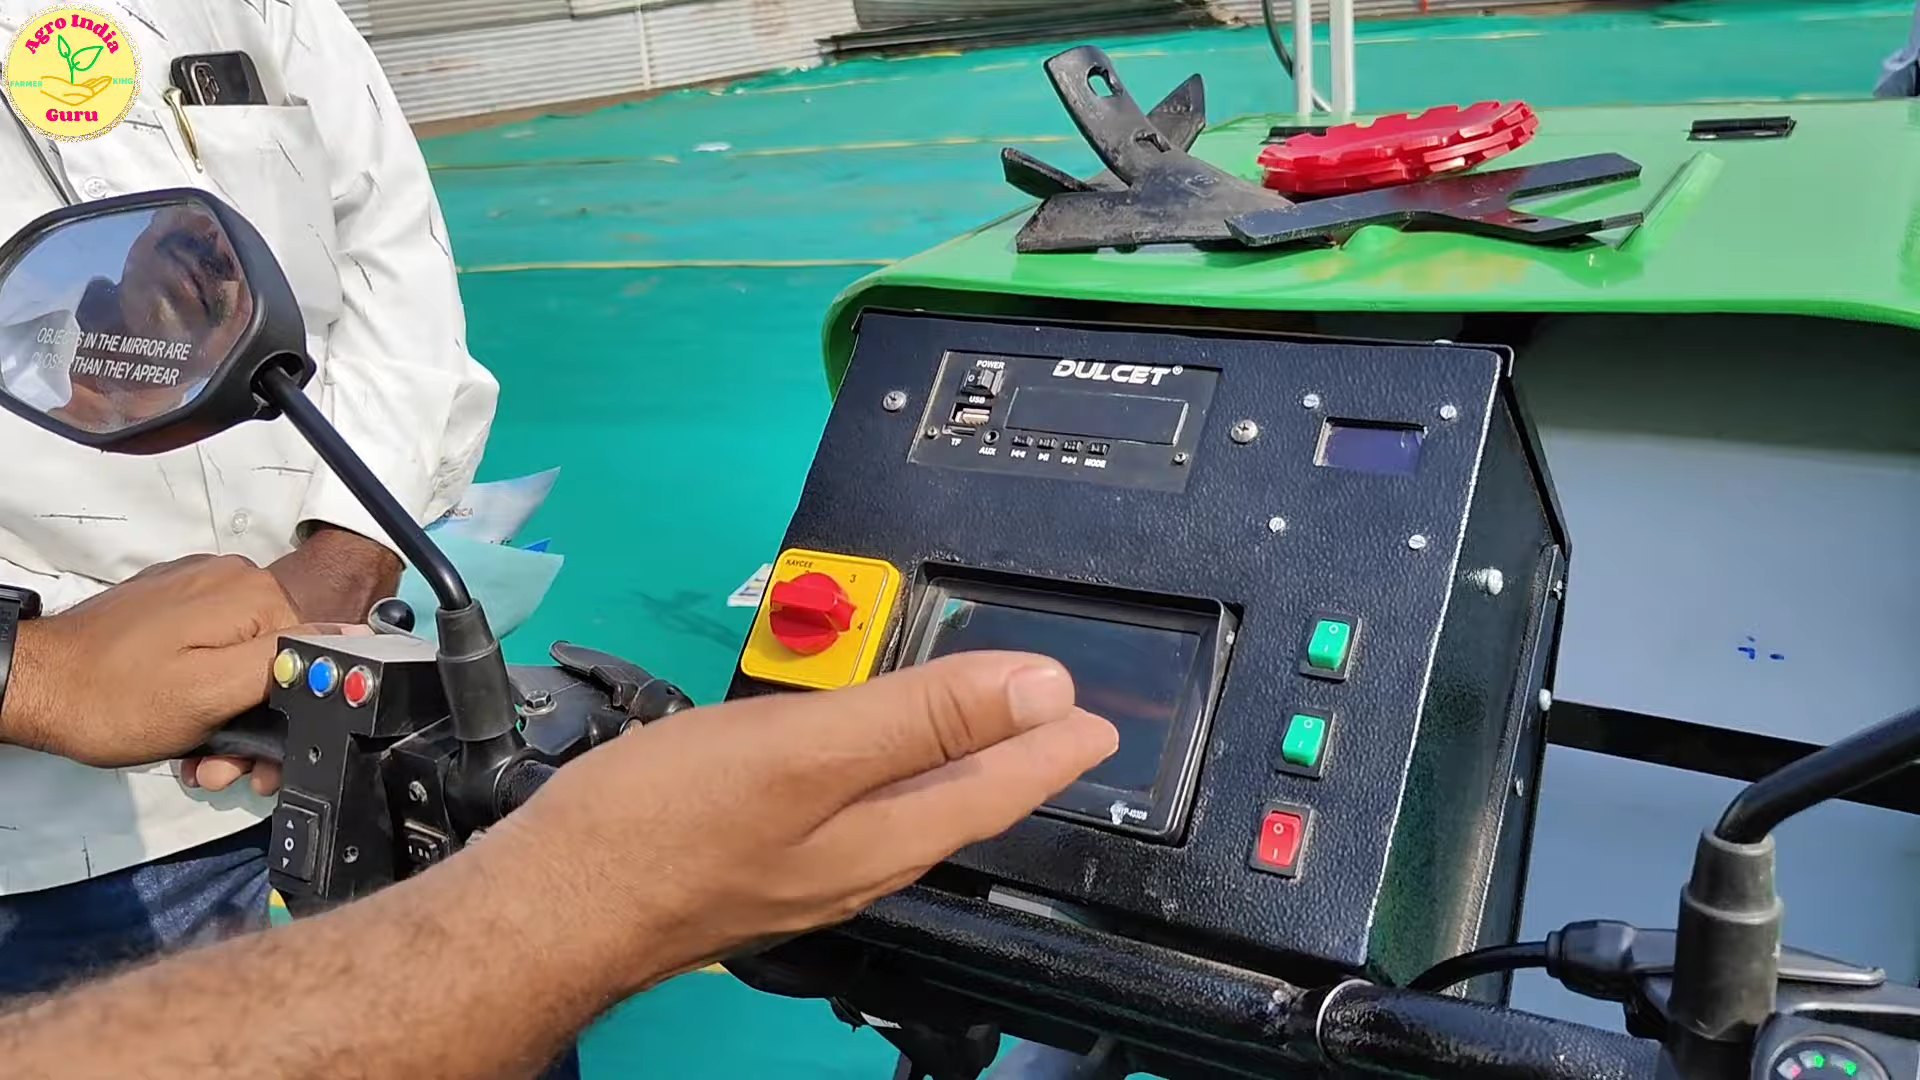 Agro India
FARMER KING
Guru
OBJECTS IN THE MIRROR ARE
CLOSER THAN THEY APPEAR
POWER
DULCET®
USB
TF
AUX
MODE
KAYCEE
3
4